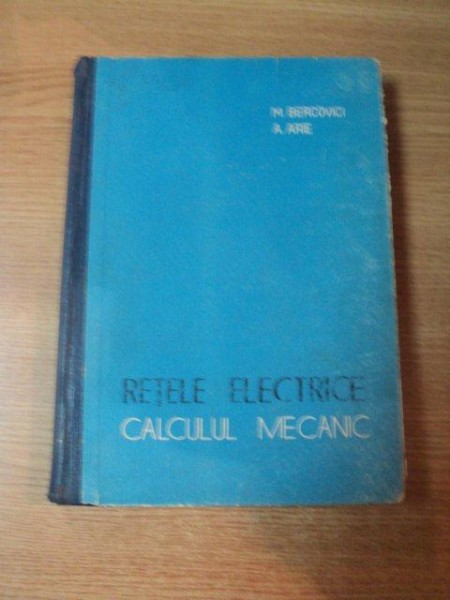 M. BERCOVICI
A. ARIE
REȚELE ELECTRICE
CALCULUL MECANIC